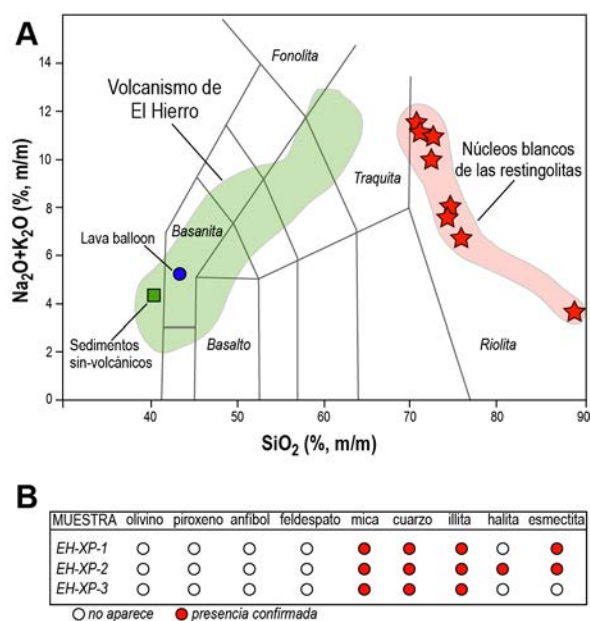 A
Na₂O+K₂O (%, m/m)
14
12
10
8
6
4
2
0
Fonolita
Volcanismo de
El Hierro
Traquita
Núcleos blancos
de las restingolitas
Lava balloon
Basanita
Sedimentos
sin-volcánicos
Basalto
Riolita
40 50 60 70 80 90
SiO₂ (%, m/m)
B
MUESTRA olivino piroxeno anfíbol feldespato mica cuarzo illita halita esmectita
EH-XP-1
EH-XP-2
EH-XP-3
no aparece presencia confirmada